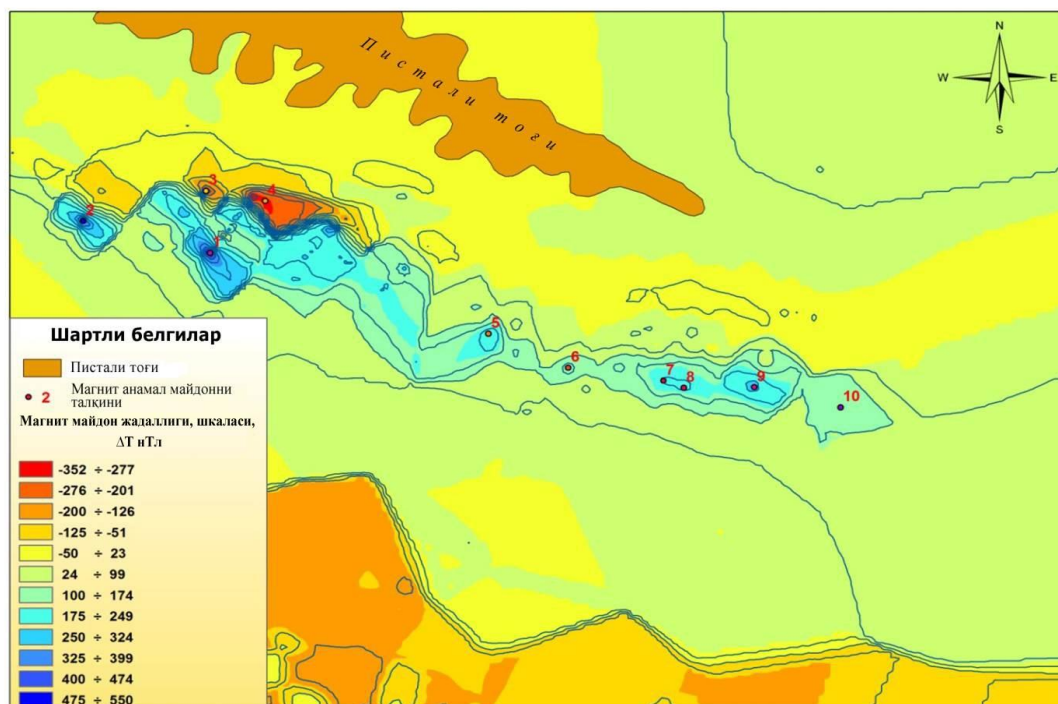 Пистали тоғи
N
W E
S
3
4
2
1
5
6
7
8
9
10
Шартли белгилар
Пистали тоғи
2 Магнит анамал майдонни
талқини
Магнит майдон жадаллиги, шкаласи,
ΔT нТл
-352 ÷ -277
-276 ÷ -201
-200 ÷ -126
-125 ÷ -51
-50 ÷ 23
24 ÷ 99
100 ÷ 174
175 ÷ 249
250 ÷ 324
325 ÷ 399
400 ÷ 474
475 ÷ 550